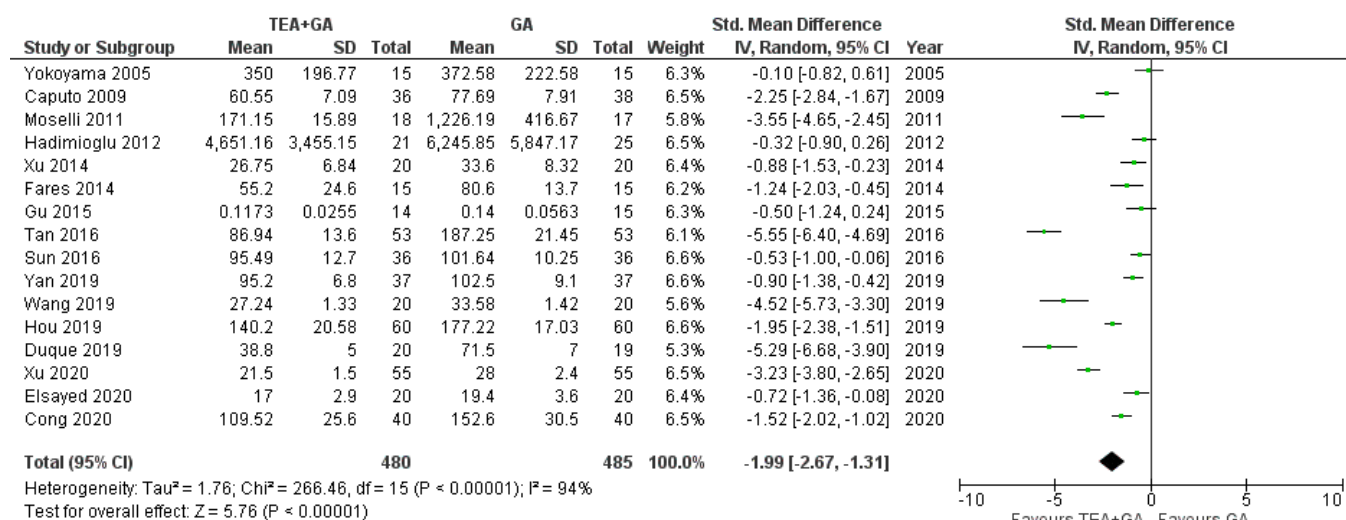 TEA+GA GA Std. Mean Difference Std. Mean Difference
Study or Subgroup Mean SD Total Mean SD Total Weight IV, Random, 95% CI Year IV, Random, 95% CI
Yokoyama 2005 350 196.77 15 372.58 222.58 15 6.3% -0.10 [-0.82, 0.61] 2005
Caputo 2009 60.55 7.09 36 77.69 7.91 38 6.5% -2.25 [-2.84, -1.67] 2009
Moselli 2011 171.15 15.89 18 1,226.19 416.67 17 5.8% -3.55 [-4.65, -2.45] 2011
Hadimioglu 2012 4,651.16 3,455.15 21 6,245.85 5,847.17 25 6.5% -0.32 [-0.90, 0.26] 2012
Xu 2014 26.75 6.84 20 33.6 8.32 20 6.4% -0.88 [-1.53, -0.23] 2014
Fares 2014 55.2 24.6 15 80.6 13.7 15 6.2% -1.24 [-2.03, -0.45] 2014
Gu 2015 0.1173 0.0255 14 0.14 0.0563 15 6.3% -0.50 [-1.24, 0.24] 2015
Tan 2016 86.94 13.6 53 187.25 21.45 53 6.1% -5.55 [-6.40, -4.69] 2016
Sun 2016 95.49 12.7 36 101.64 10.25 36 6.6% -0.53 [-1.00, -0.06] 2016
Yan 2019 95.2 6.8 37 102.5 9.1 37 6.6% -0.90 [-1.38, -0.42] 2019
Wang 2019 27.24 1.33 20 33.58 1.42 20 5.6% -4.52 [-5.73, -3.30] 2019
Hou 2019 140.2 20.58 60 177.22 17.03 60 6.6% -1.95 [-2.38, -1.51] 2019
Duque 2019 38.8 5 20 71.5 7 19 5.3% -5.29 [-6.68, -3.90] 2019
Xu 2020 21.5 1.5 55 28 2.4 55 6.5% -3.23 [-3.80, -2.65] 2020
Elsayed 2020 17 2.9 20 19.4 3.6 20 6.4% -0.72 [-1.36, -0.08] 2020
Cong 2020 109.52 25.6 40 152.6 30.5 40 6.5% -1.52 [-2.02, -1.02] 2020
Total (95% CI) 480 485 100.0% -1.99 [-2.67, -1.31]
Heterogeneity: Tau² = 1.76; Chi² = 266.46, df = 15 (P < 0.00001); I² = 94%
Test for overall effect: Z = 5.76 (P < 0.00001)
-10 -5 0 5 10
Favours TEA+GA Favours GA